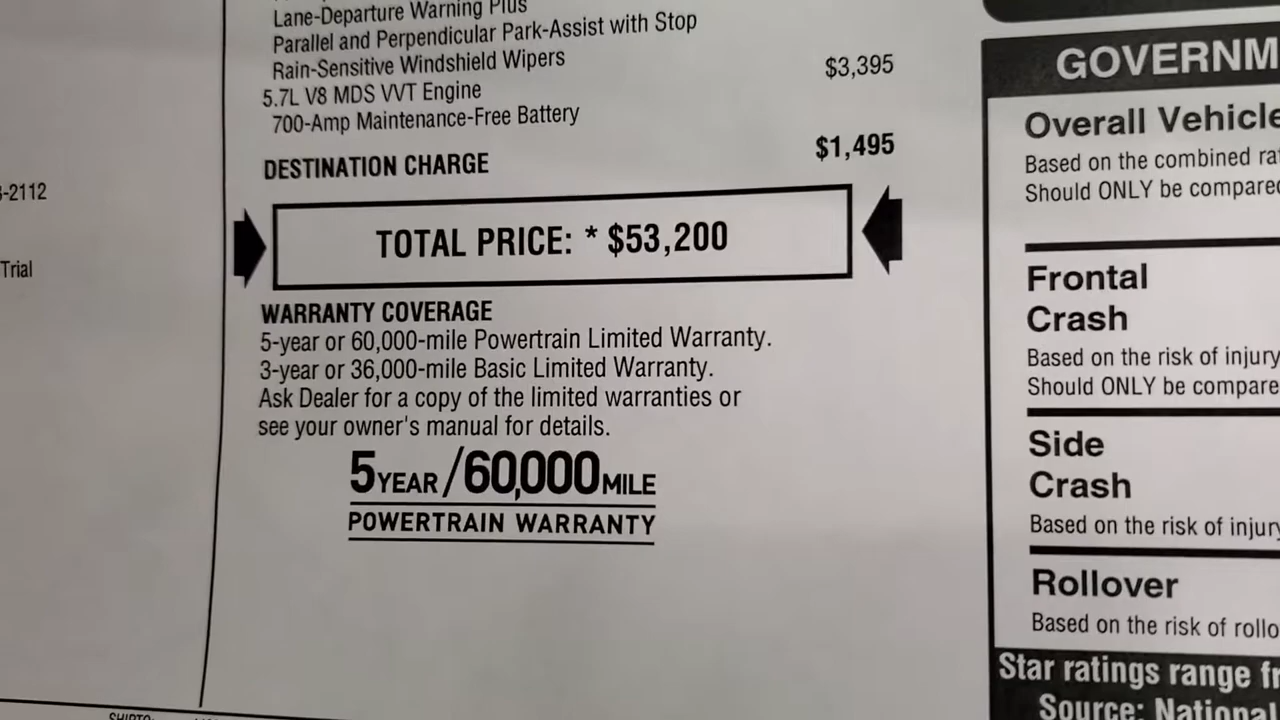 Lane-Departure Warning Plus
Parallel and Perpendicular Park-Assist with Stop
Rain-Sensitive Windshield Wipers
5.7L V8 MDS VVT Engine $3,395
700-Amp Maintenance-Free Battery
DESTINATION CHARGE $1,495
TOTAL PRICE: * $53,200
WARRANTY COVERAGE
5-year or 60,000-mile Powertrain Limited Warranty.
3-year or 36,000-mile Basic Limited Warranty.
Ask Dealer for a copy of the limited warranties or
see your owner's manual for details.
5YEAR/60,000MILE
POWERTRAIN WARRANTY
-2112
Trial
GOVERNM
Overall Vehicle
Based on the combined ra
Should ONLY be compared
Frontal
Crash
Based on the risk of injury
Should ONLY be compare
Side
Crash
Based on the risk of injury
Rollover
Based on the risk of rollo
Star ratings range fr
Source: National